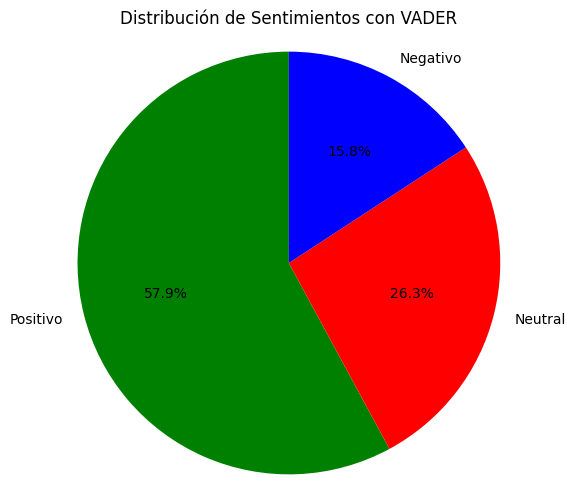 Distribución de Sentimientos con VADER
Negativo
15.8%
57.9%
26.3%
Positivo
Neutral